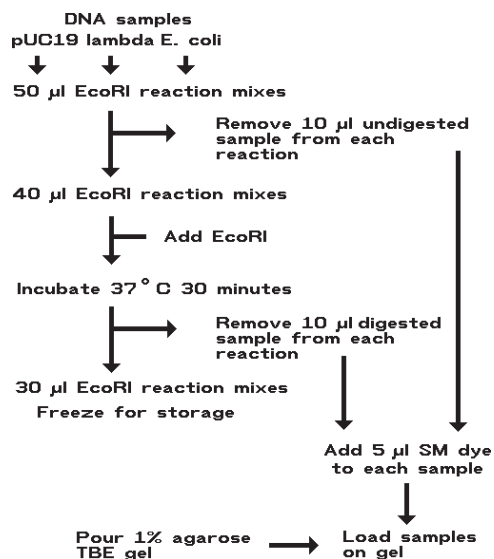 DNA samples
pUC19 lambda E. coli
50 µl EcoRI reaction mixes
Remove 10 µl undigested
sample from each
reaction
40 µl EcoRI reaction mixes
Add EcoRI
Incubate 37° C 30 minutes
Remove 10 µl digested
sample from each
reaction
30 µl EcoRI reaction mixes
Freeze for storage
Add 5 µl SM dye
to each sample
Pour 1% agarose
TBE gel
Load samples
on gel